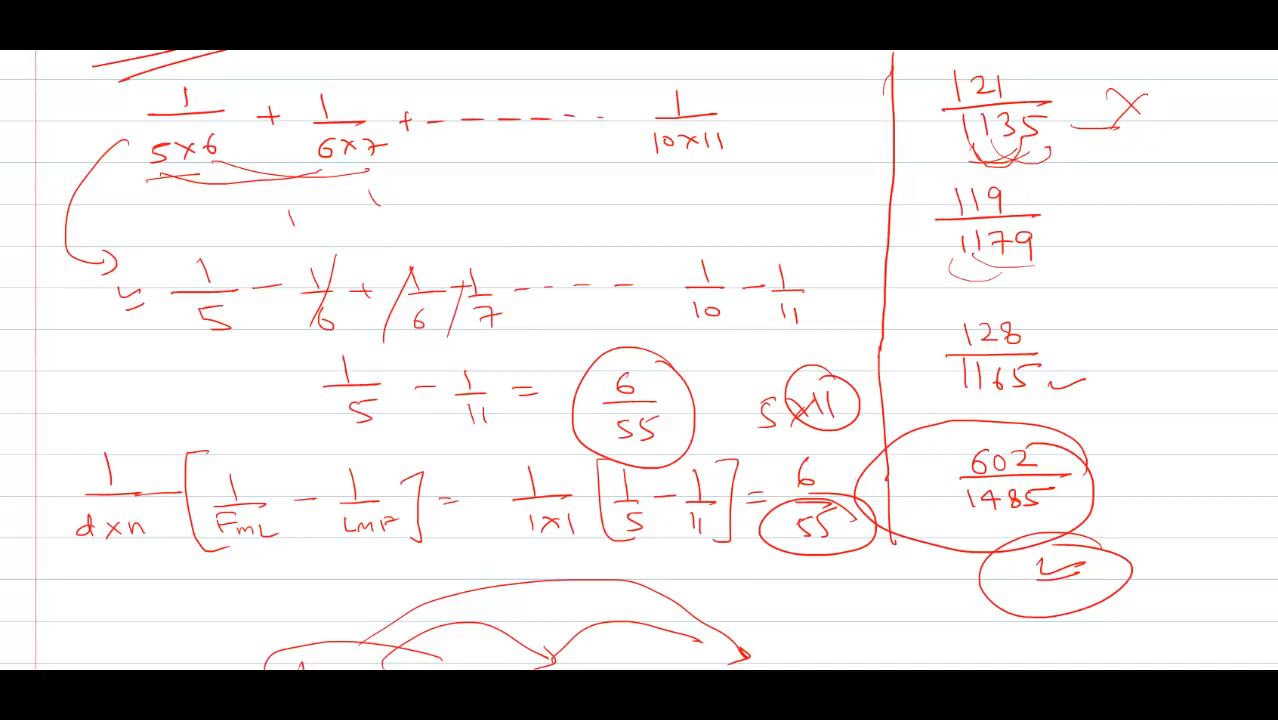 1/(5×6) + 1/(6×7) + ------- 1/(10×11)
1 1
1/5 - 1/6 + 1/6 + 1/7 ---- 1/10 - 1/11
1/5 - 1/11 = 6/55 5×11
1/(d×n) [1/FmL - 1/LMF] = 1/(1×1) [1/5 - 1/11] = 6/55
121/1135 X
119/1179
128/1165
602/1485